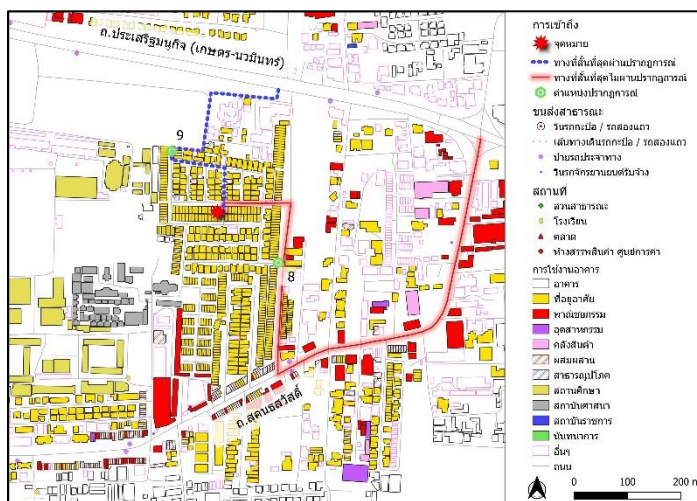 ถ.ประเสริฐมนูกิจ (เกษตร-นวมินทร์)
9
8
ถ.สุคนธสวัสดิ์
การเข้าถึง
จุดหมาย
ทางที่สั้นที่สุดผ่านปรากฏการณ์
ทางที่สั้นที่สุดไม่ผ่านปรากฏการณ์
ตำแหน่งปรากฏการณ์
ขนส่งสาธารณะ
วินรถกะป๊อ / รถสองแถว
เส้นทางเดินรถกะป๊อ / รถสองแถว
ป้ายรถประจำทาง
วินรถจักรยานยนต์รับจ้าง
สถานที่
สวนสาธารณะ
โรงเรียน
ตลาด
ห้างสรรพสินค้า ศูนย์การค้า
การใช้งานอาคาร
อาคาร
ที่อยู่อาศัย
พาณิชยกรรม
อุตสาหกรรม
คลังสินค้า
ผสมผสาน
สาธารณูปโภค
สถานศึกษา
สถาบันศาสนา
สถาบันราชการ
นันทนาการ
อื่นๆ
ถนน
0 100 200 m